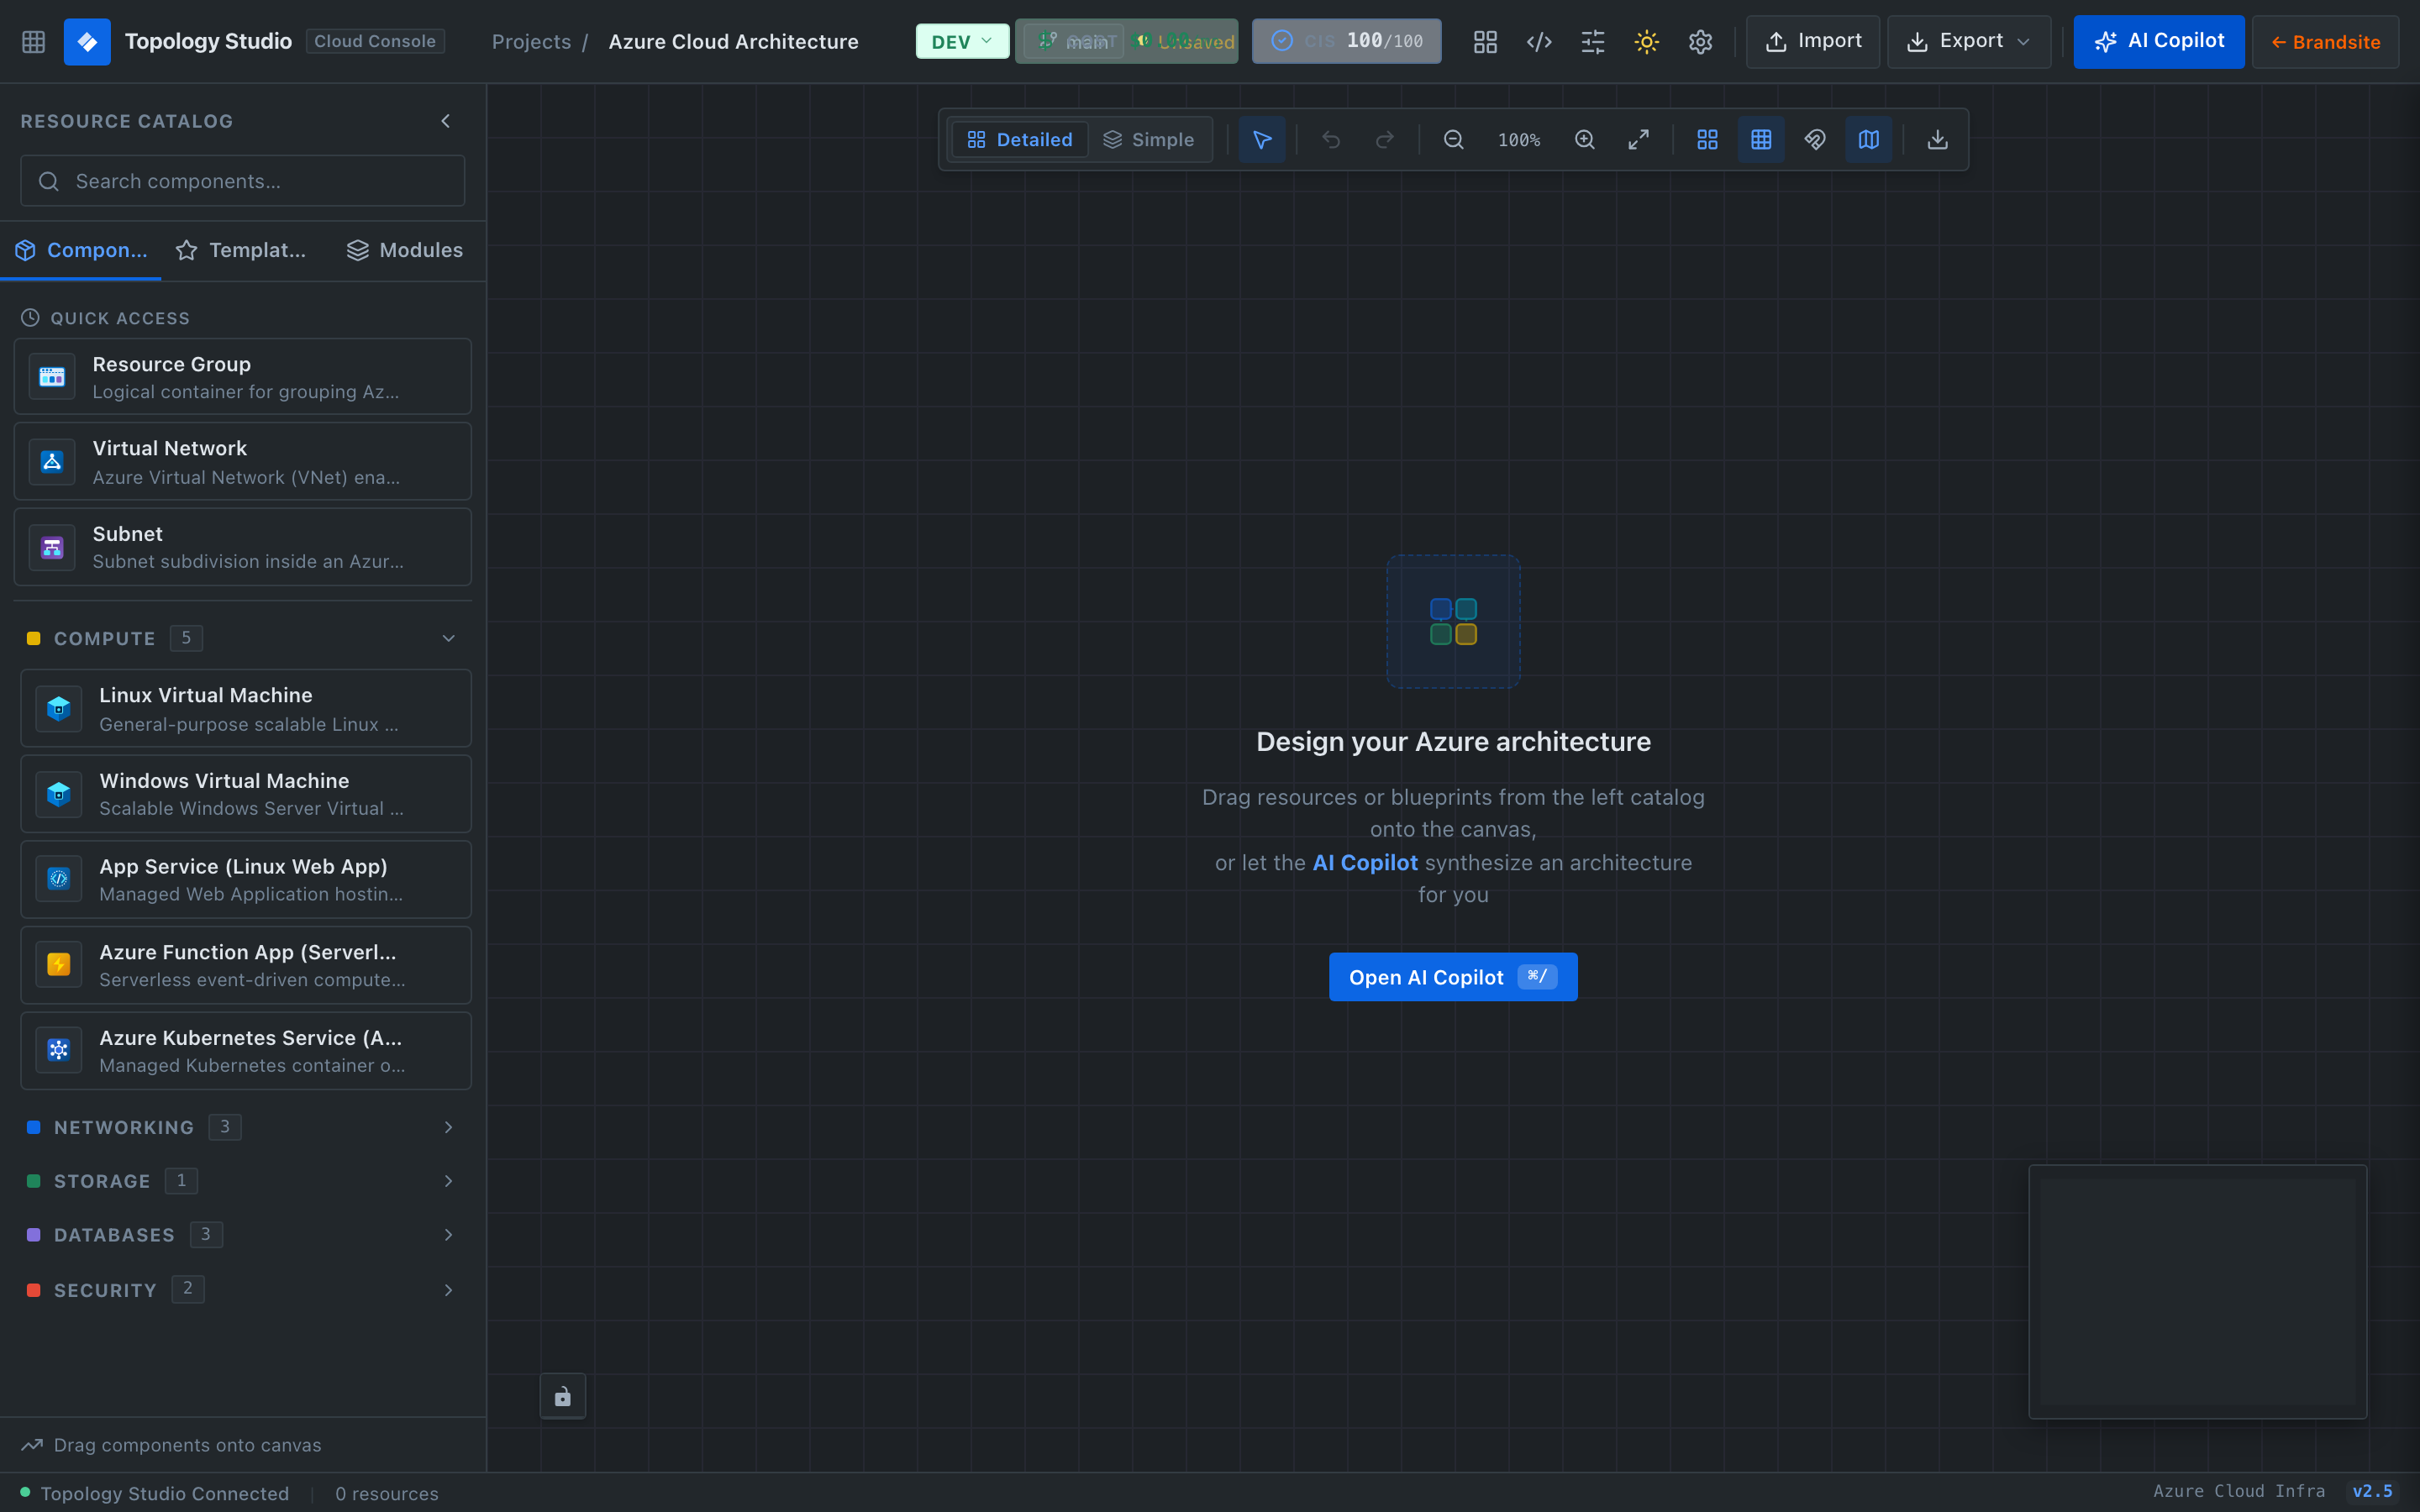 Topology Studio
Cloud Console
Projects / Azure Cloud Architecture
DEV
main
Unsaved
CIS 100/100
Import
Export
AI Copilot
← Brandsite
RESOURCE CATALOG
Search components...
Compon...
Templat...
Modules
QUICK ACCESS
Resource Group
Logical container for grouping Az...
Virtual Network
Azure Virtual Network (VNet) ena...
Subnet
Subnet subdivision inside an Azur...
COMPUTE 5
Linux Virtual Machine
General-purpose scalable Linux ...
Windows Virtual Machine
Scalable Windows Server Virtual ...
App Service (Linux Web App)
Managed Web Application hostin...
Azure Function App (Serverl...
Serverless event-driven compute...
Azure Kubernetes Service (A...
Managed Kubernetes container o...
NETWORKING 3
STORAGE 1
DATABASES 3
SECURITY 2
Drag components onto canvas
Detailed
Simple
100%
Design your Azure architecture
Drag resources or blueprints from the left catalog
onto the canvas,
or let the AI Copilot synthesize an architecture
for you
Open AI Copilot ⌘/
Topology Studio Connected
0 resources
Azure Cloud Infra v2.5